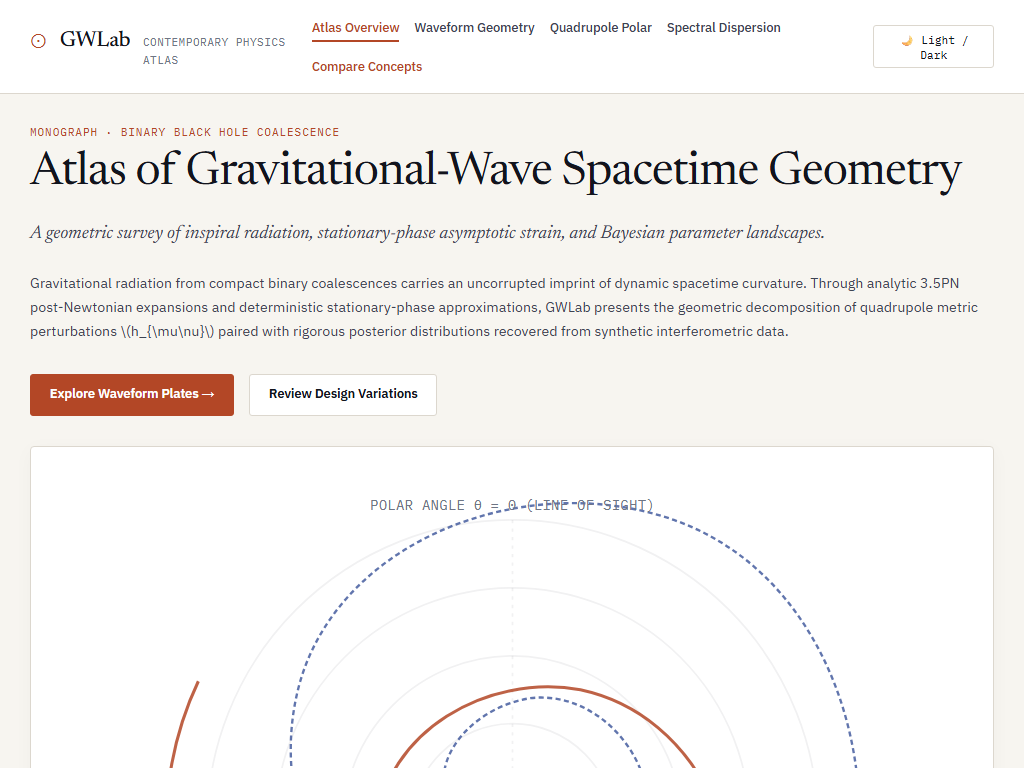 GWLab
CONTEMPORARY PHYSICS
ATLAS
Atlas Overview Waveform Geometry Quadrupole Polar Spectral Dispersion
Compare Concepts
🌙 Light /
Dark
MONOGRAPH · BINARY BLACK HOLE COALESCENCE
Atlas of Gravitational-Wave Spacetime Geometry
A geometric survey of inspiral radiation, stationary-phase asymptotic strain, and Bayesian parameter landscapes.
Gravitational radiation from compact binary coalescences carries an uncorrupted imprint of dynamic spacetime curvature. Through analytic 3.5PN
post-Newtonian expansions and deterministic stationary-phase approximations, GWLab presents the geometric decomposition of quadrupole metric
perturbations \(h_{\mu\nu}\) paired with rigorous posterior distributions recovered from synthetic interferometric data.
Explore Waveform Plates →
Review Design Variations
POLAR ANGLE θ = 0 (LINE OF SIGHT)